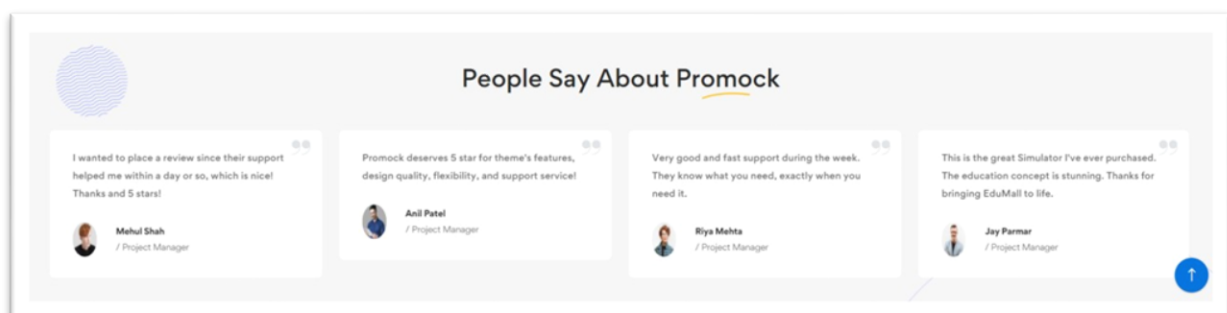 People Say About Promock
I wanted to place a review since their support
helped me within a day or so, which is nice!
Thanks and 5 stars!
Mehul Shah
/ Project Manager
Promock deserves 5 star for theme's features,
design quality, flexibility, and support service!
Anil Patel
/ Project Manager
Very good and fast support during the week.
They know what you need, exactly when you
need it.
Riya Mehta
/ Project Manager
This is the great Simulator I've ever purchased.
The education concept is stunning. Thanks for
bringing EduMall to life.
Jay Parmar
/ Project Manager